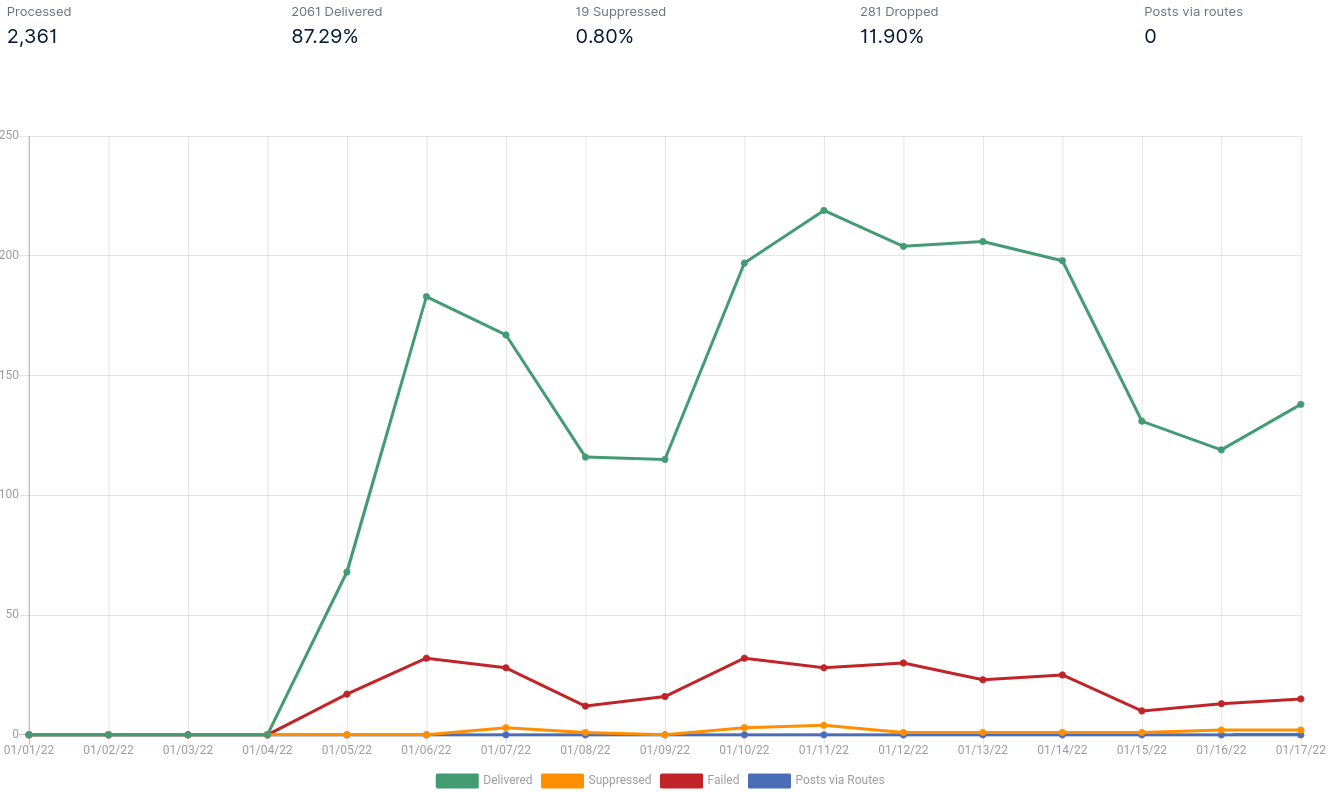 Processed 2061 Delivered 19 Suppressed 281 Dropped Posts via routes
2,361 87.29% 0.80% 11.90% 0
250
200
150
100
50
0
01/01/22 01/02/22 01/03/22 01/04/22 01/05/22 01/06/22 01/07/22 01/08/22 01/09/22 01/10/22 01/11/22 01/12/22 01/13/22 01/14/22 01/15/22 01/16/22 01/17/22
Delivered Suppressed Failed Posts via Routes